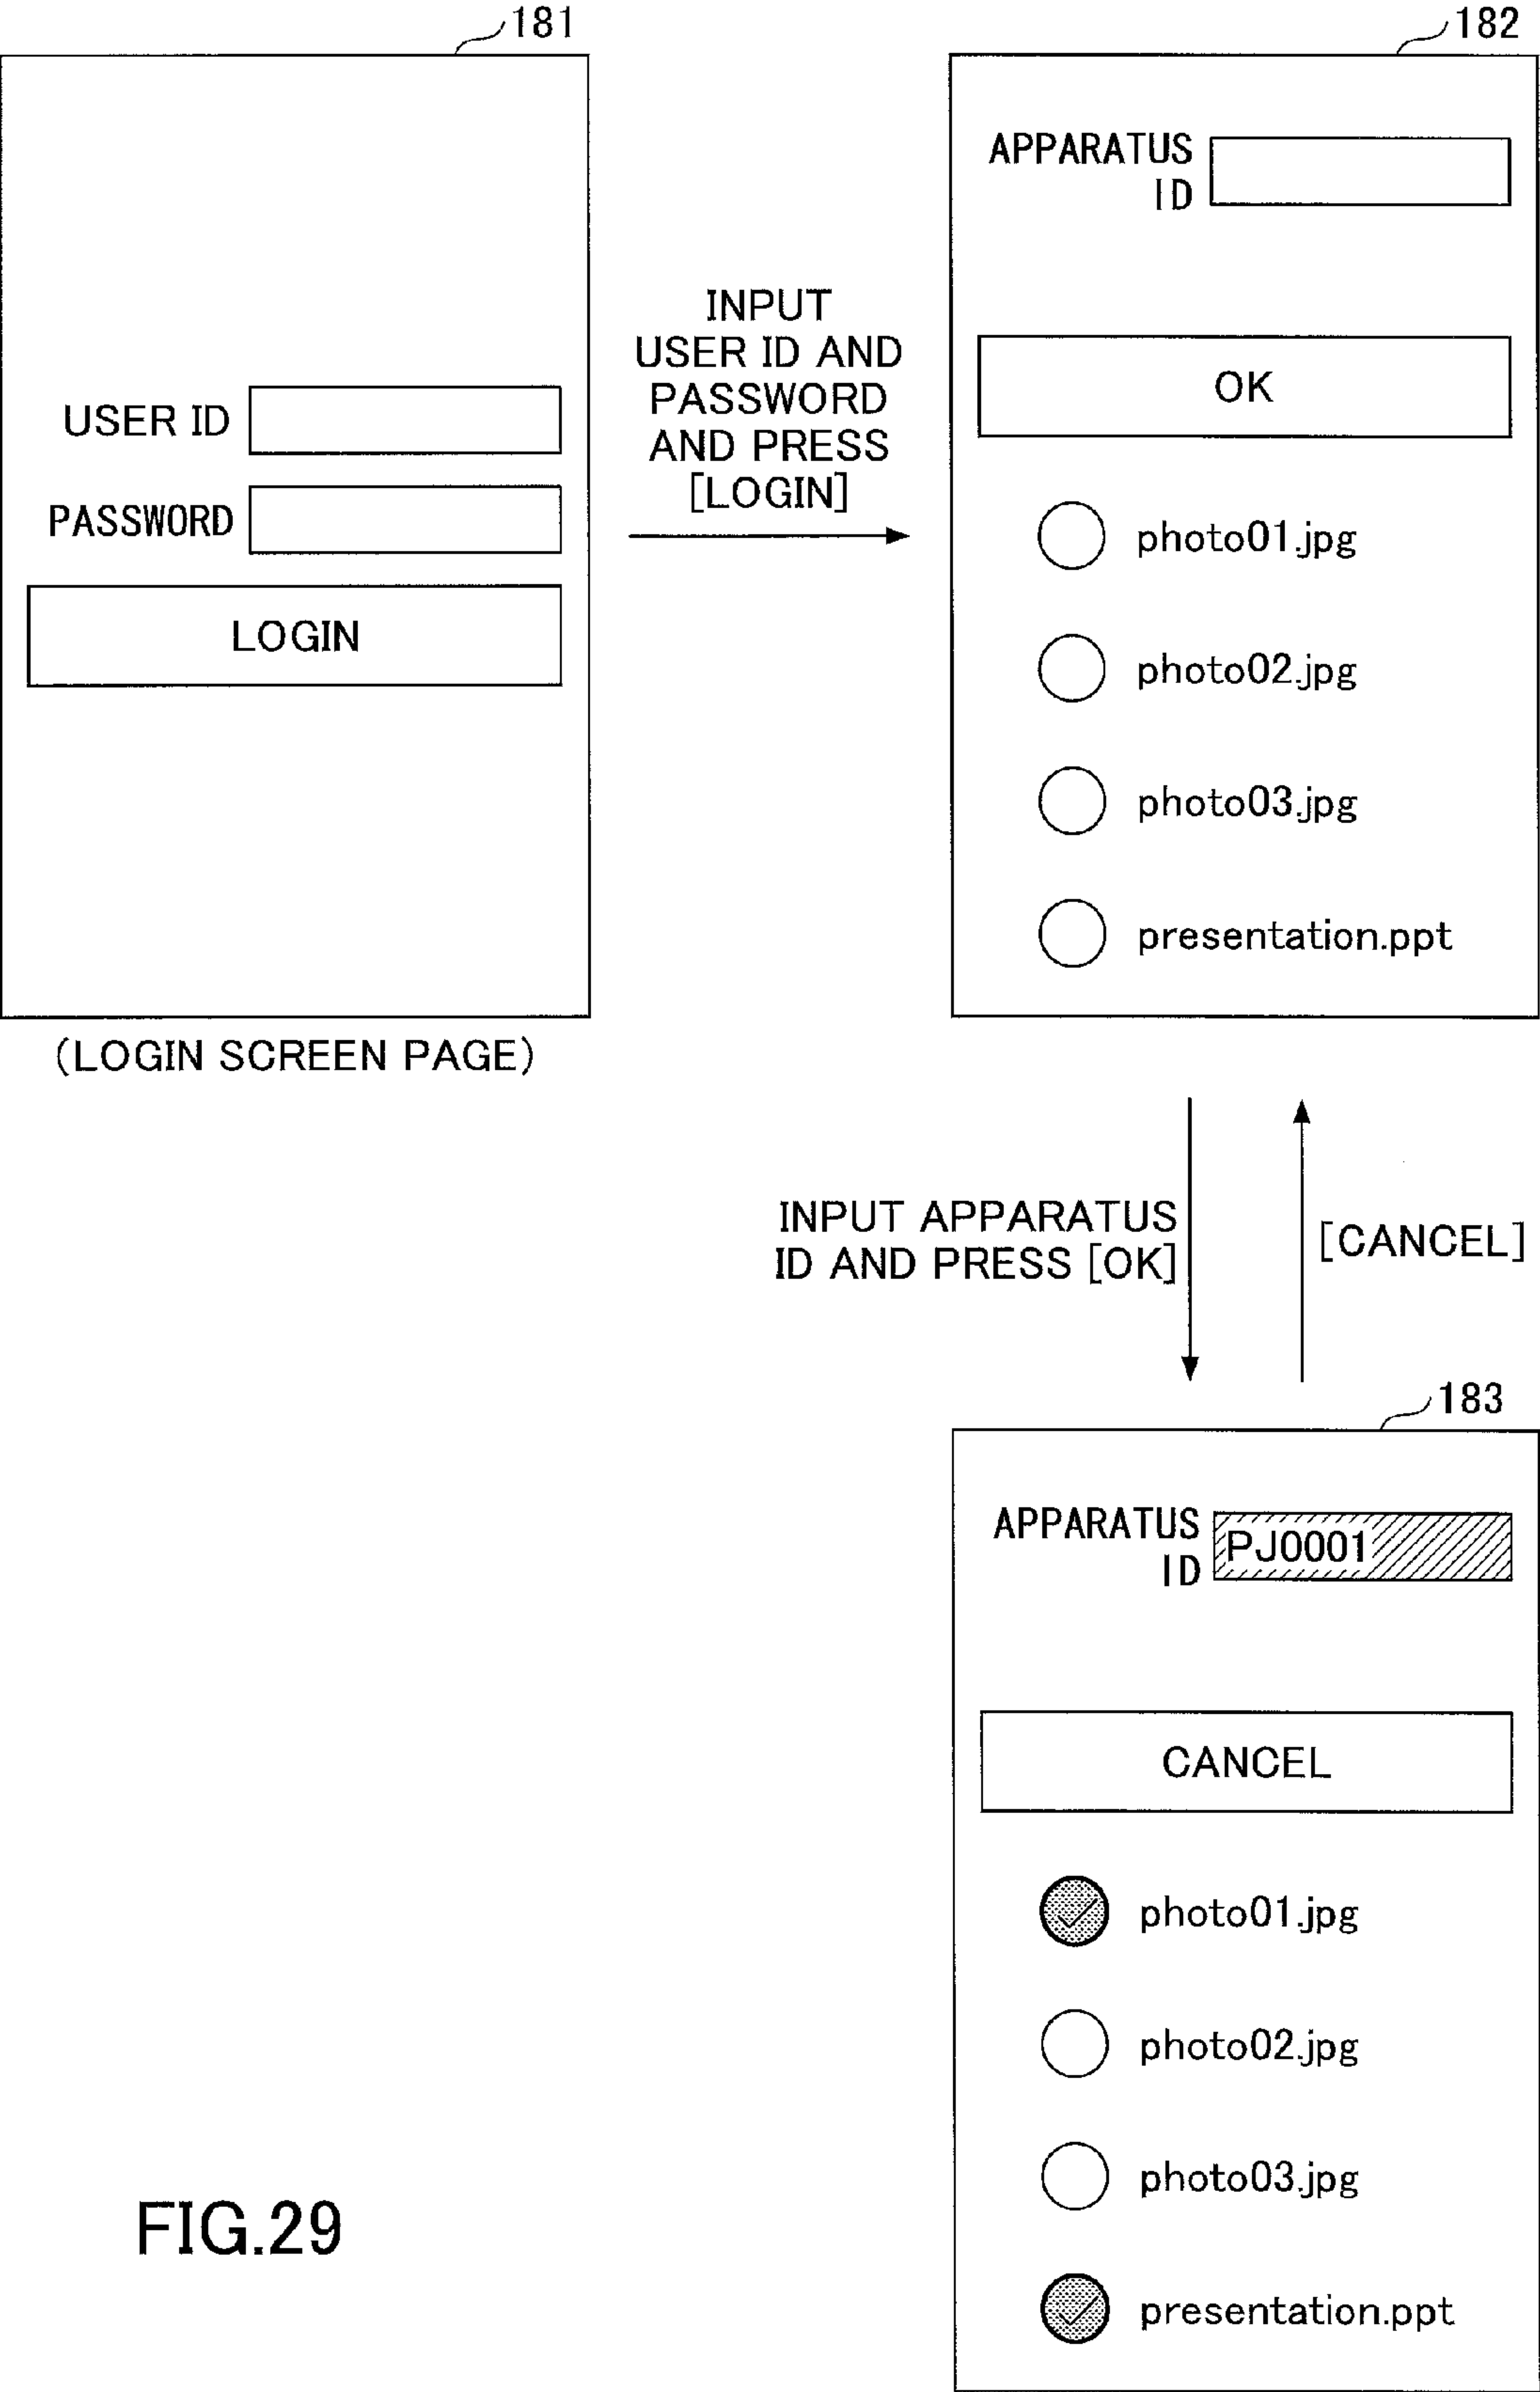 181
USER ID
PASSWORD
LOGIN
(LOGIN SCREEN PAGE)
INPUT
USER ID AND
PASSWORD
AND PRESS
[LOGIN]
182
APPARATUS
ID
OK
photo01.jpg
photo02.jpg
photo03.jpg
presentation.ppt
INPUT APPARATUS
ID AND PRESS [OK]
[CANCEL]
183
APPARATUS
ID
PJ0001
CANCEL
photo01.jpg
photo02.jpg
photo03.jpg
presentation.ppt
FIG.29